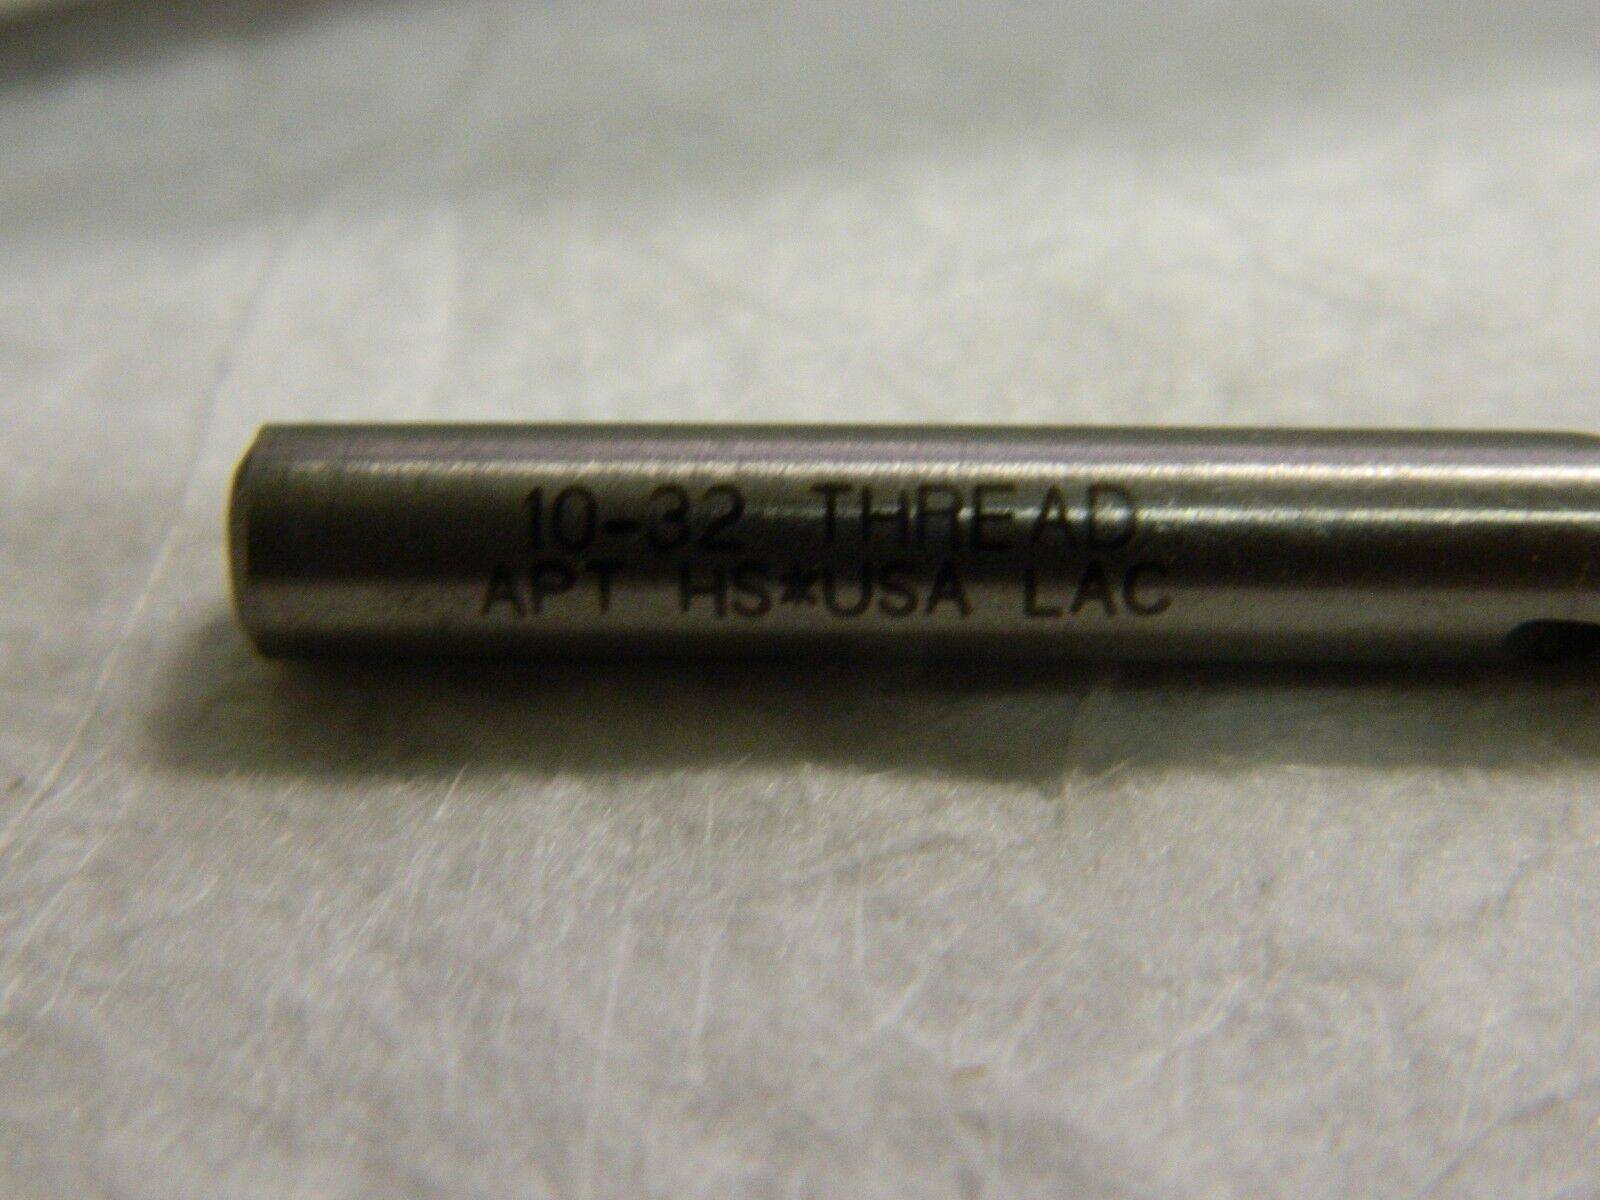 10-32 THREAD
APT HS*USA LAC